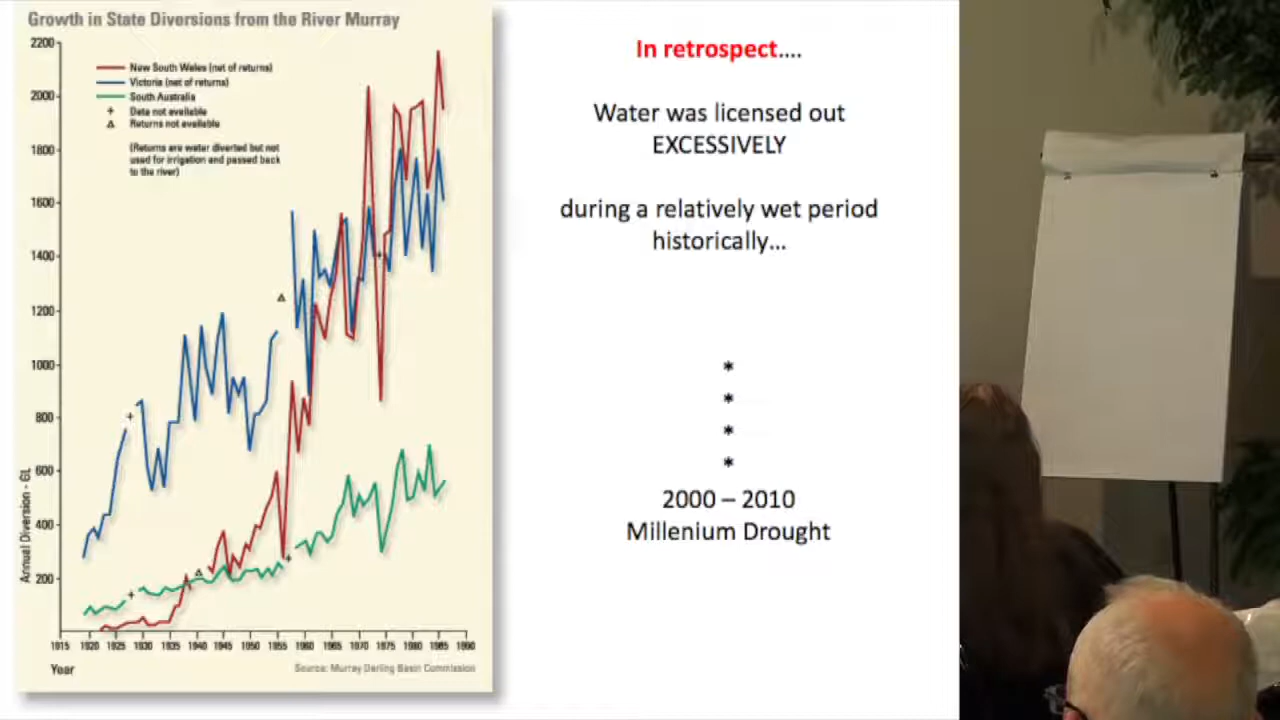 Growth in State Diversions from the River Murray
2200
2000
1800
1600
1400
1200
1000
800
600
400
200
Annual Diversion - GL
New South Wales (net of returns)
Victoria (net of returns)
South Australia
+ Data not available
△ Returns not available
(Returns are water diverted but not
used for irrigation and passed back
to the river)
1915 1920 1925 1930 1935 1940 1945 1950 1955 1960 1965 1970 1975 1980 1985 1990
Year
Source: Murray Darling Basin Commission
In retrospect....
Water was licensed out
EXCESSIVELY
during a relatively wet period
historically...
*
*
*
*
2000 – 2010
Millenium Drought